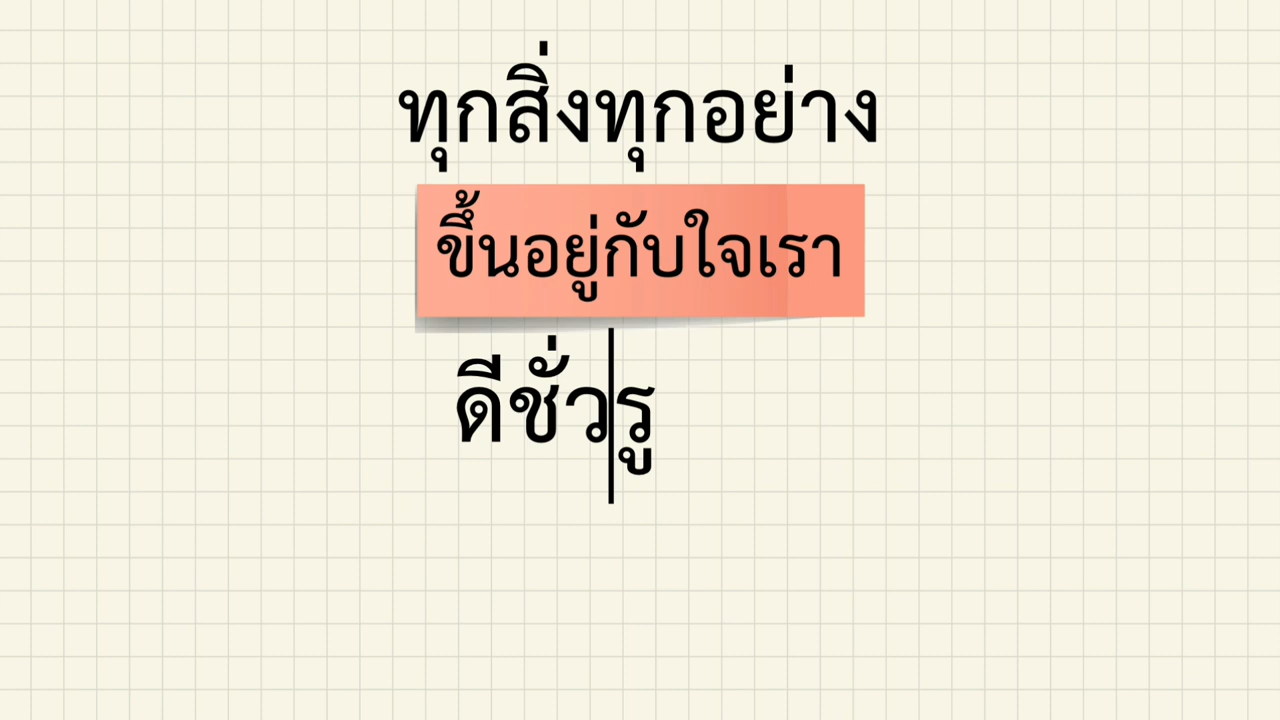 ทุกสิ่งทุกอย่าง
ขึ้นอยู่กับใจเรา
ดีชั่วรู